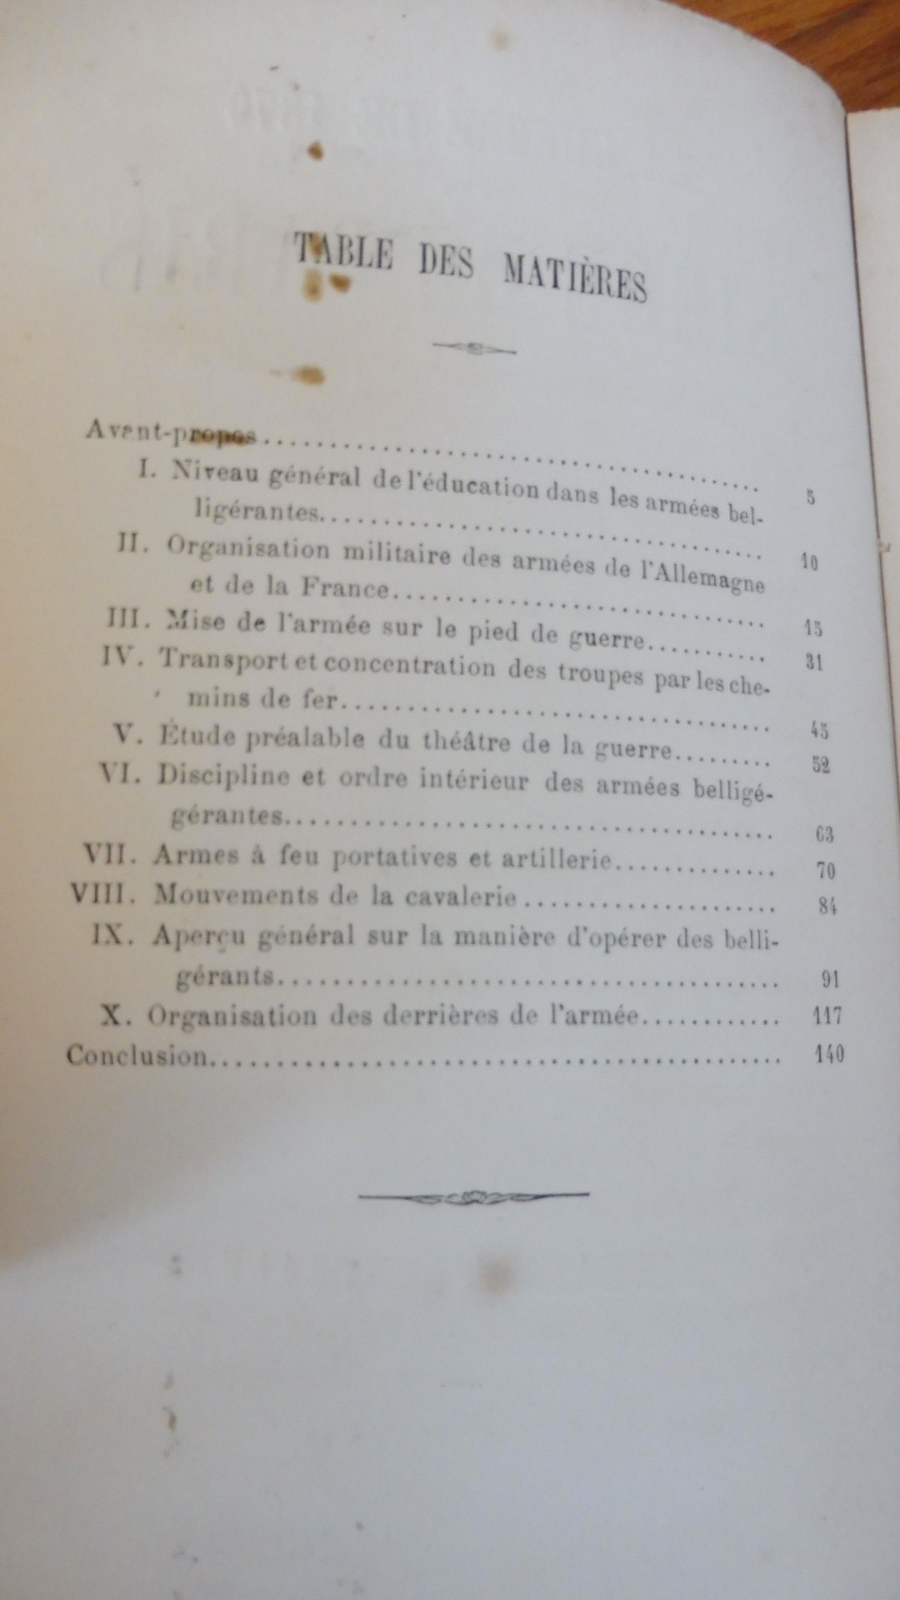 TABLE DES MATIÈRES
Avant-propos.......................................... 5
I. Niveau général de l'éducation dans les armées bel-
ligérantes.......................................... 10
II. Organisation militaire des armées de l'Allemagne
et de la France.......................................... 15
III. Mise de l'armée sur le pied de guerre........... 31
IV. Transport et concentration des troupes par les che-
mins de fer.......................................... 45
V. Étude préalable du théâtre de la guerre......... 52
VI. Discipline et ordre intérieur des armées belligé-
gérantes.......................................... 63
VII. Armes à feu portatives et artillerie.............. 70
VIII. Mouvements de la cavalerie..................... 84
IX. Aperçu général sur la manière d'opérer des belli-
gérants.......................................... 91
X. Organisation des derrières de l'armée............ 117
Conclusion.......................................... 140